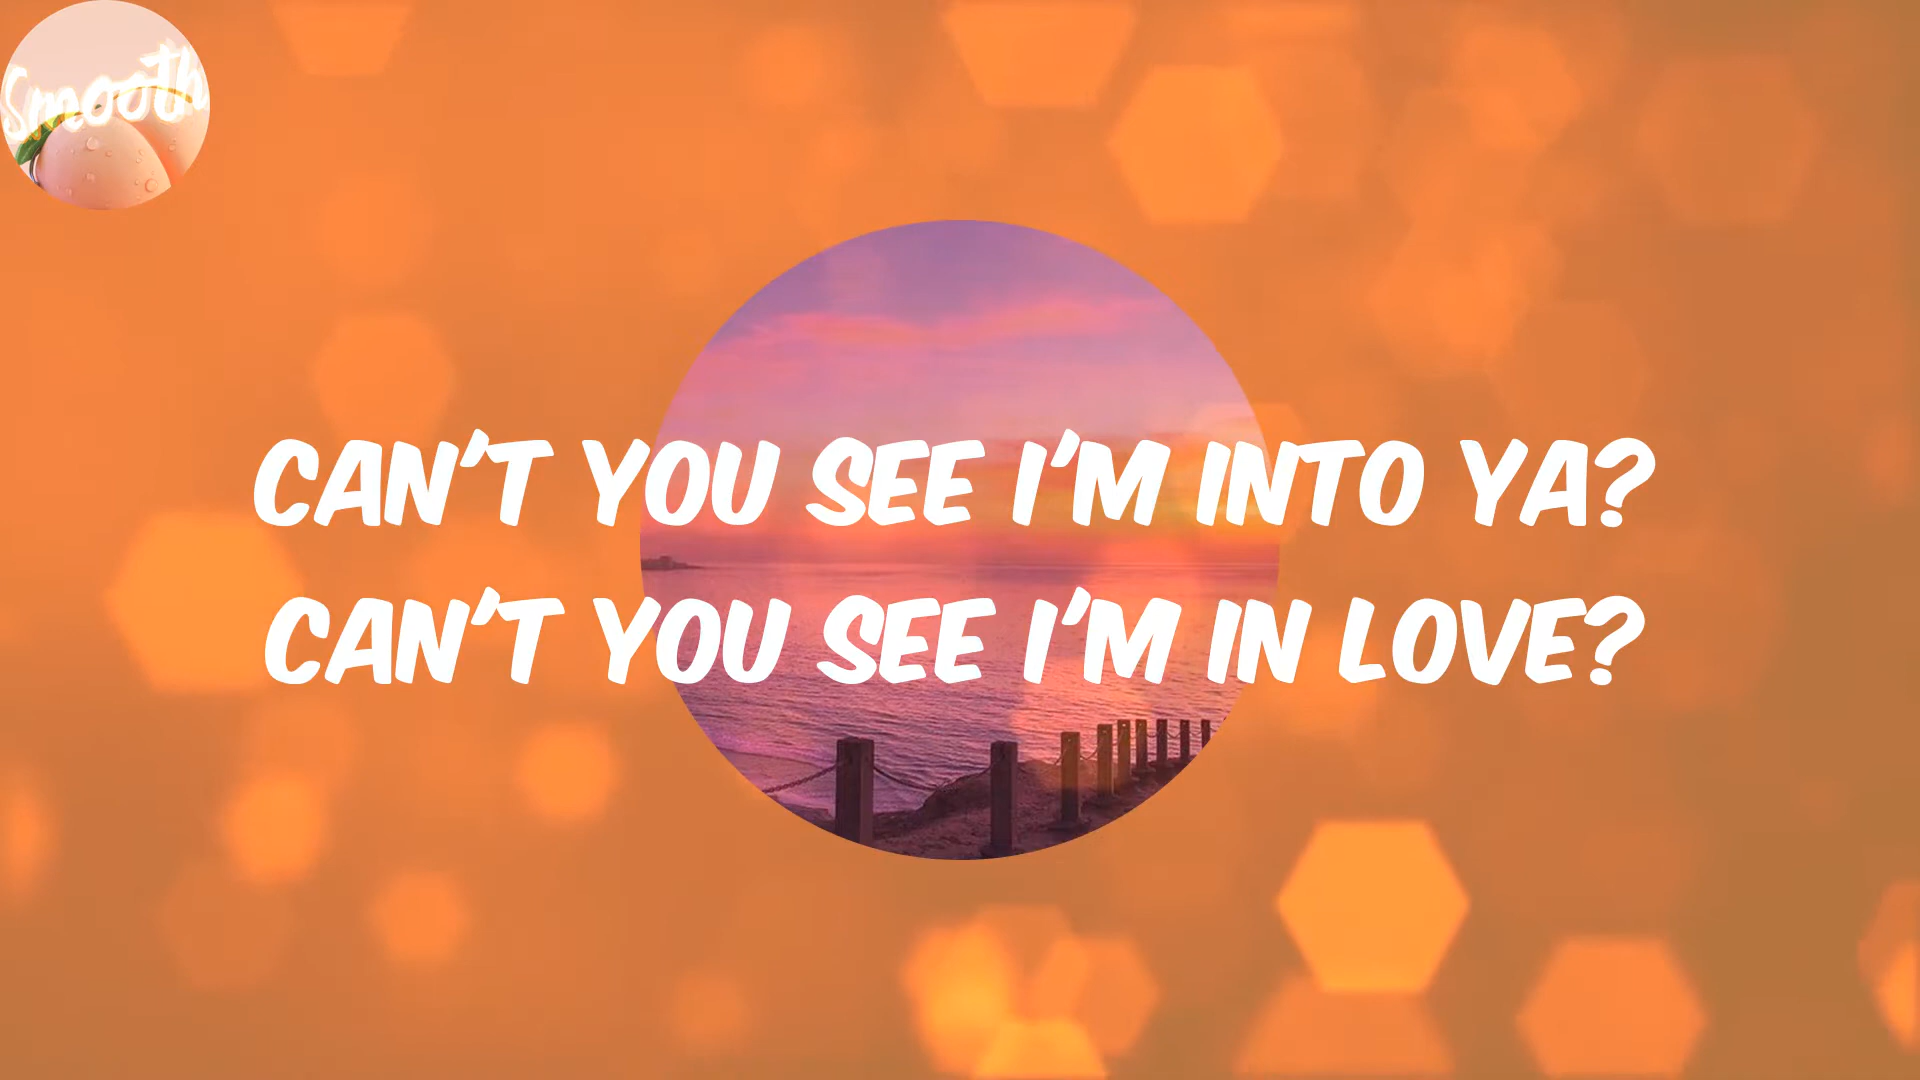 Smooth
CAN'T YOU SEE I'M INTO YA?
CAN'T YOU SEE I'M IN LOVE?